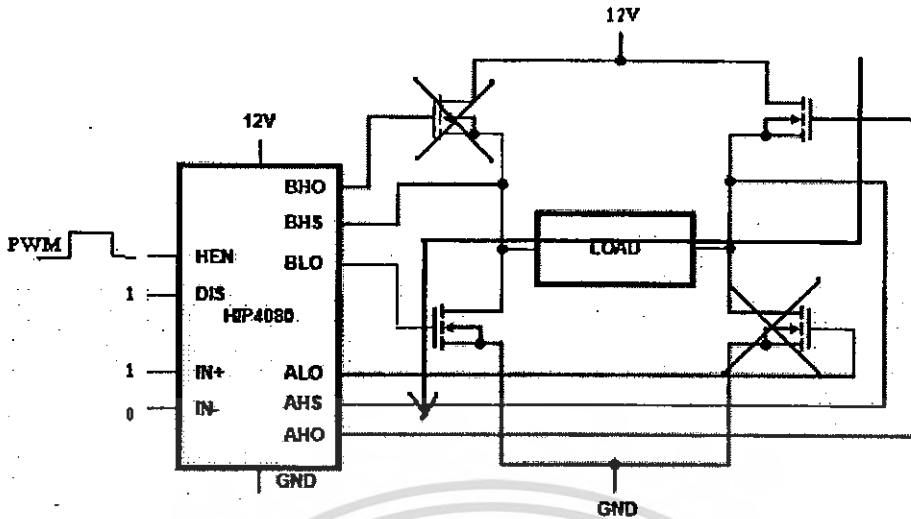 12V
12V
BHO
BHS
PWM
HEN
BLO
1
DIS
HIP4080
LOAD
1
IN+
ALO
0
IN-
AHS
AHO
GND
GND